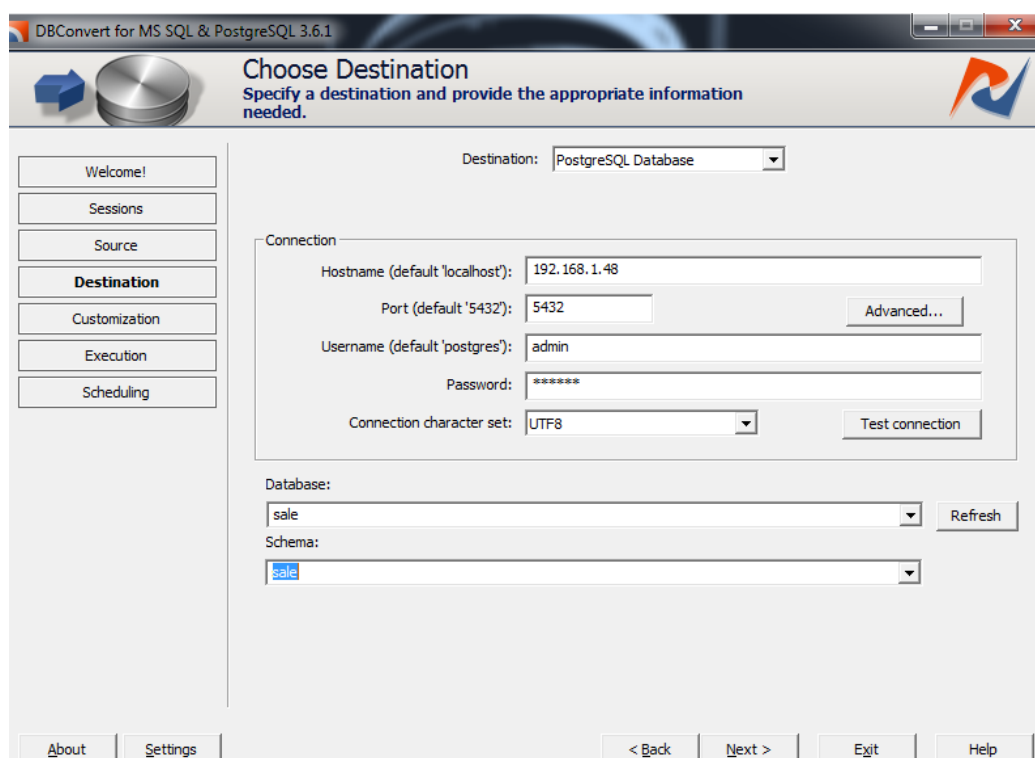 DBConvert for MS SQL & PostgreSQL 3.6.1
Choose Destination
Specify a destination and provide the appropriate information
needed.
Welcome!
Sessions
Source
Destination
Customization
Execution
Scheduling
Destination: PostgreSQL Database
Connection
Hostname (default 'localhost'): 192.168.1.48
Port (default '5432'): 5432 Advanced...
Username (default 'postgres'): admin
Password: ******
Connection character set: UTF8 Test connection
Database:
sale Refresh
Schema:
sale
About Settings < Back Next > Exit Help